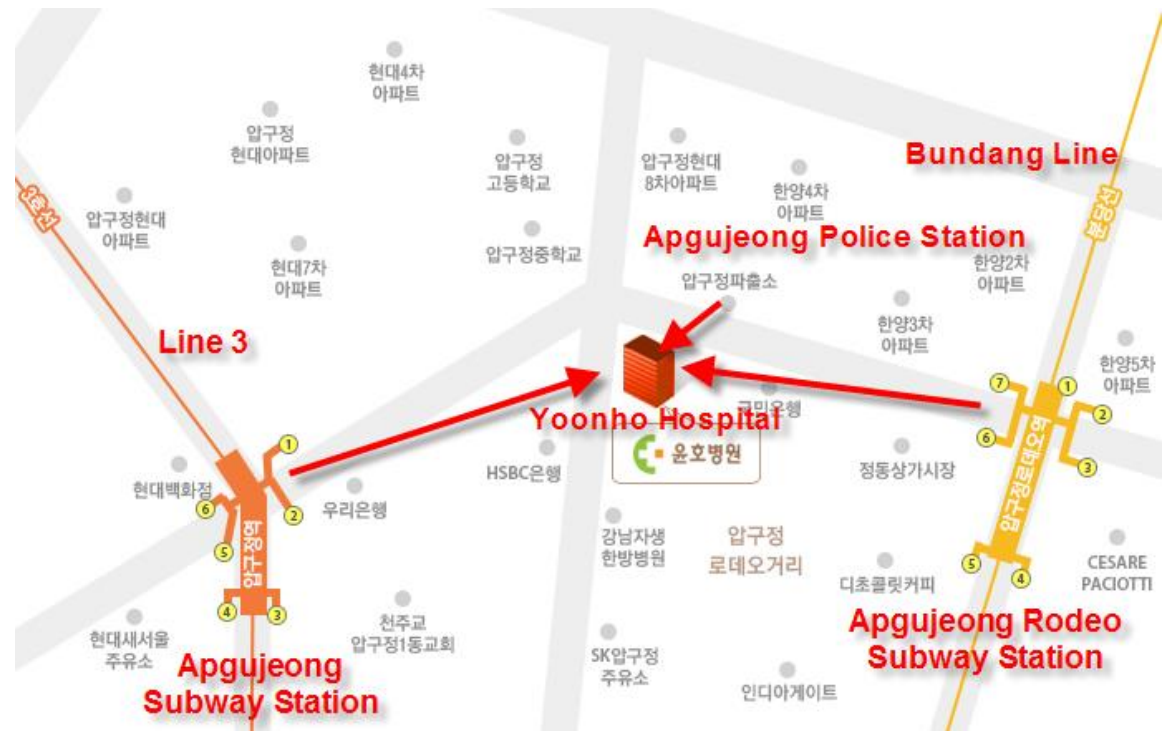 현대4차
아파트
압구정
현대아파트
압구정
고등학교
압구정현대
8차아파트
Bundang Line
한양4차
아파트
3호선
압구정현대
아파트
분당선
압구정중학교
Apgujeong Police Station
현대7차
아파트
압구정파출소
한양2차
아파트
한양3차
아파트
Line 3
한양5차
아파트
7
1
2
Yoonho Hospital
국민은행
6
3
1
현대백화점
HSBC은행
윤호병원
정동상가시장
6
2
우리은행
압구정로데오역
5
압구정역
강남자생
한방병원
압구정
로데오거리
5
4
디초콜릿커피
CESARE
PACIOTTI
4
3
현대새서울
주유소
천주교
압구정1동교회
SK압구정
주유소
Apgujeong Rodeo
Subway Station
Apgujeong
Subway Station
인디아게이트